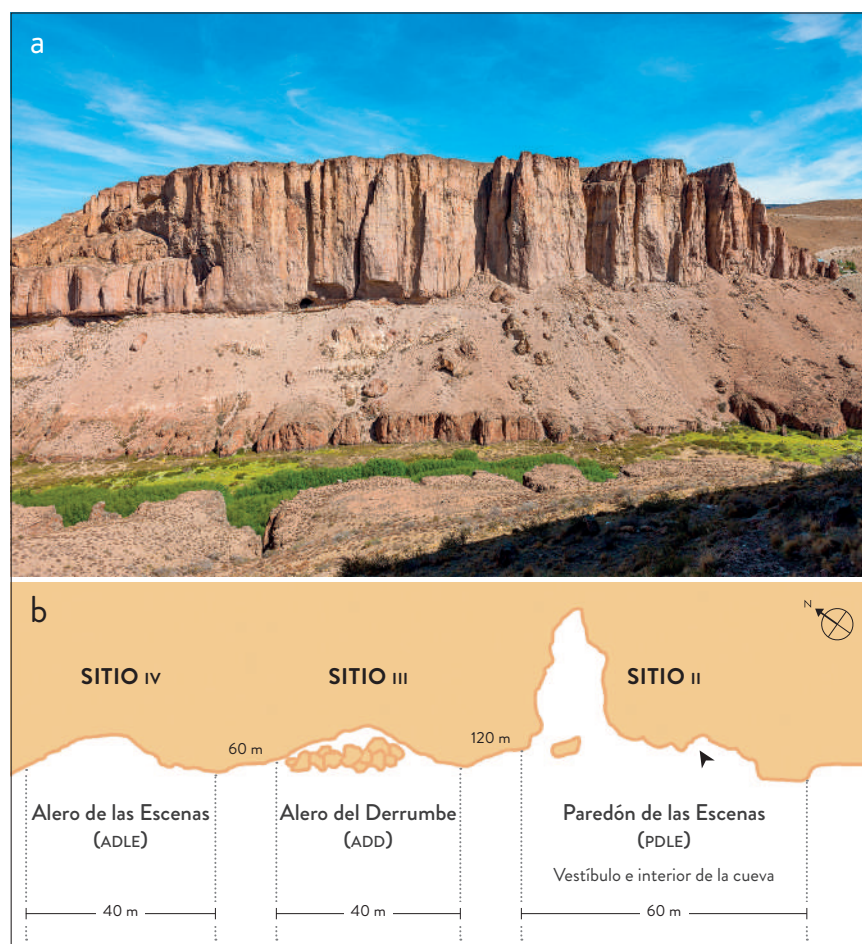 a
b
N
SITIO IV
SITIO III
SITIO II
60 m
120 m
Alero de las Escenas
(ADLE)
Alero del Derrumbe
(ADD)
Paredón de las Escenas
(PDLE)
Vestíbulo e interior de la cueva
40 m
40 m
60 m